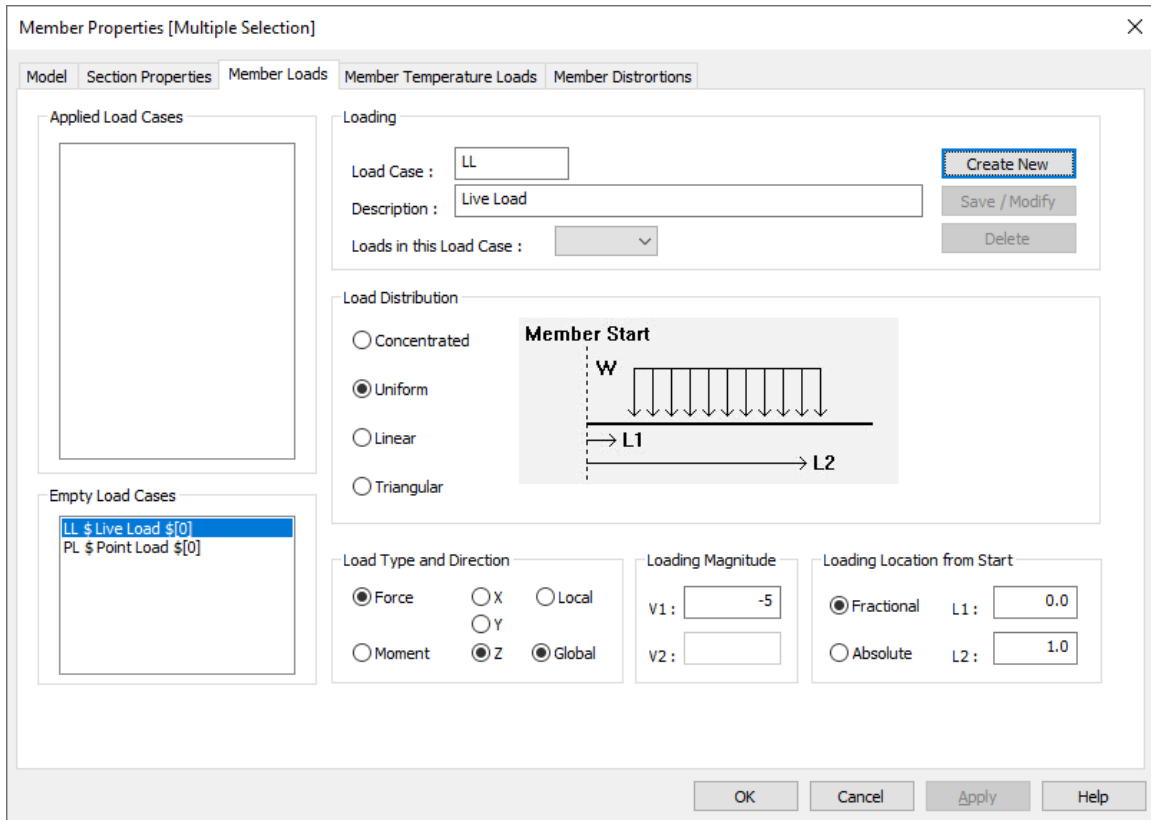 Member Properties [Multiple Selection]
Model Section Properties Member Loads Member Temperature Loads Member Distrortions
Applied Load Cases
Loading
Load Case : LL
Create New
Description : Live Load
Save / Modify
Loads in this Load Case :
Delete
Load Distribution
Concentrated
Uniform
Linear
Triangular
Member Start
W
L1
L2
Empty Load Cases
LL $ Live Load $[0]
PL $ Point Load $[0]
Load Type and Direction
Force X Local
Y
Moment Z Global
Loading Magnitude
V1 : -5
V2 :
Loading Location from Start
Fractional L1 : 0.0
Absolute L2 : 1.0
OK Cancel Apply Help